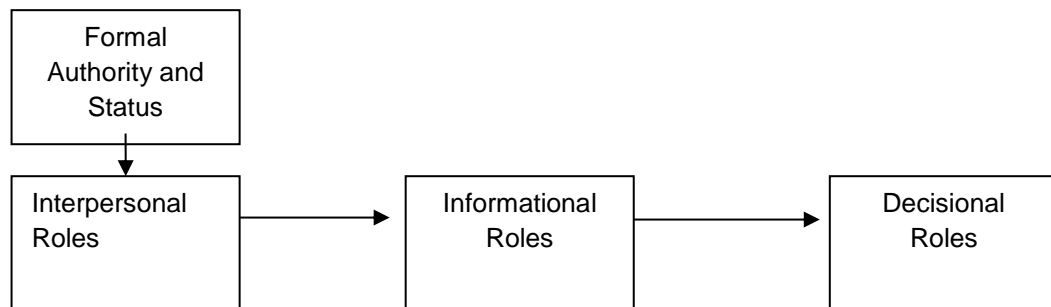 Formal
Authority and
Status
Interpersonal
Roles
Informational
Roles
Decisional
Roles